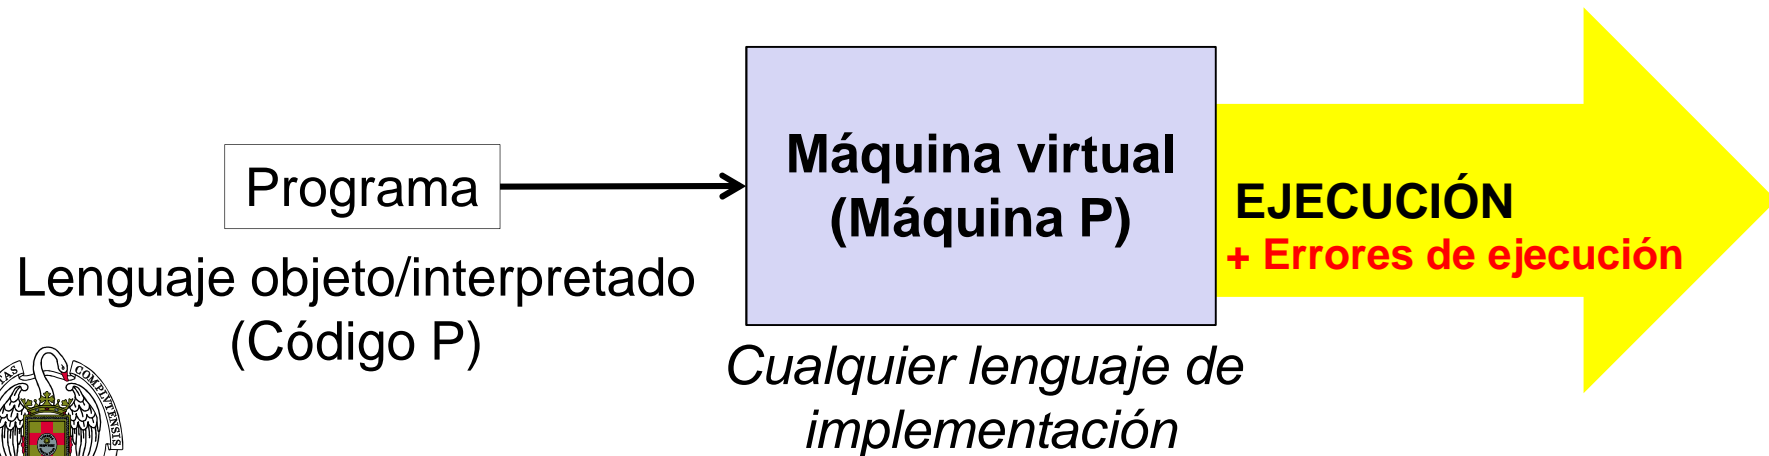 Programa
Lenguaje objeto/interpretado
(Código P)
Máquina virtual
(Máquina P)
Cualquier lenguaje de
implementación
EJECUCIÓN
+ Errores de ejecución